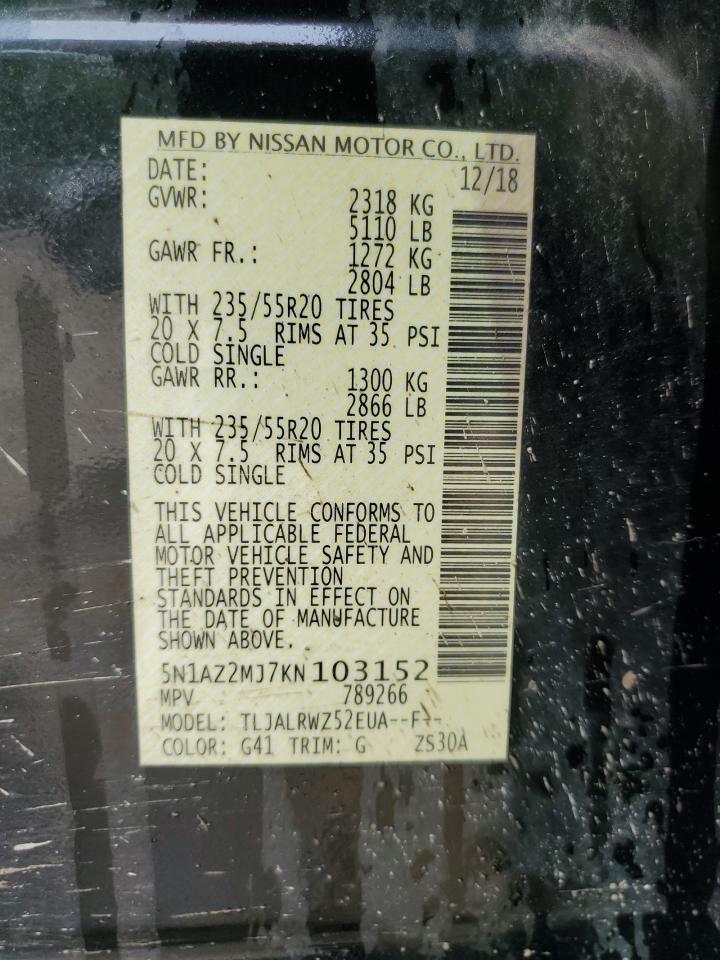 MFD BY NISSAN MOTOR CO., LTD.
DATE: 12/18
GVWR: 2318 KG
5110 LB
GAWR FR.: 1272 KG
2804 LB
WITH 235/55R20 TIRES
20 X 7.5 RIMS AT 35 PSI
COLD SINGLE
GAWR RR.: 1300 KG
2866 LB
WITH 235/55R20 TIRES
20 X 7.5 RIMS AT 35 PSI
COLD SINGLE
THIS VEHICLE CONFORMS TO
ALL APPLICABLE FEDERAL
MOTOR VEHICLE SAFETY AND
THEFT PREVENTION
STANDARDS IN EFFECT ON
THE DATE OF MANUFACTURE
SHOWN ABOVE.
5N1AZ2MJ7KN103152
MPV 789266
MODEL: TLJALRWZ52EUA--F--
COLOR: G41 TRIM: G ZS30A